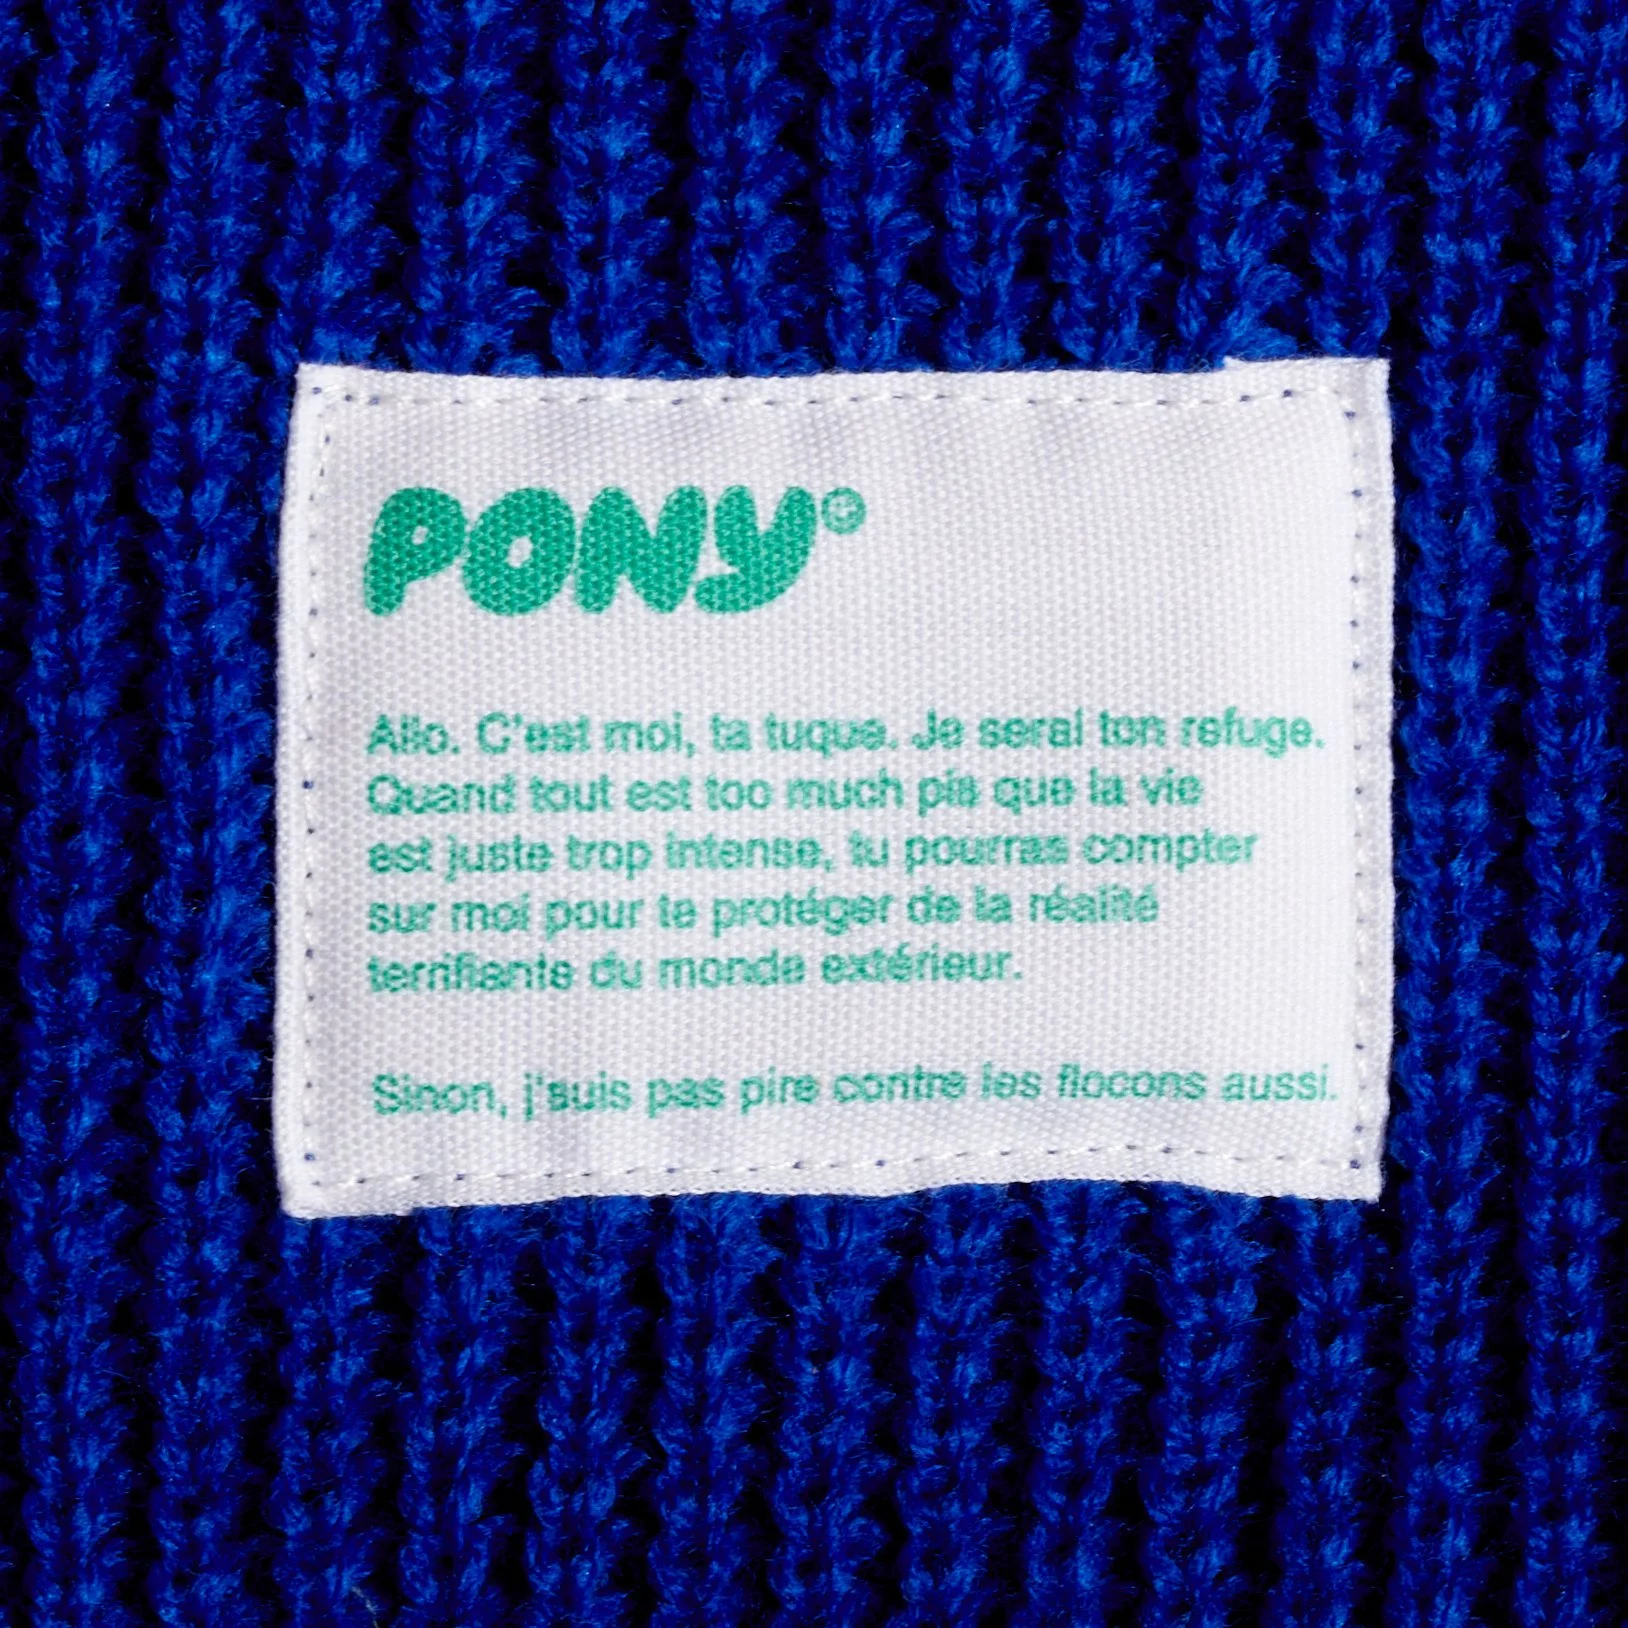 PONY
Allo. C'est moi, ta tuque. Je serai ton refuge.
Quand tout est too much pis que la vie
est juste trop intense, tu pourras compter
sur moi pour te protéger de la réalité
terrifiante du monde extérieur.
Sinon, j'suis pas pire contre les flocons aussi.